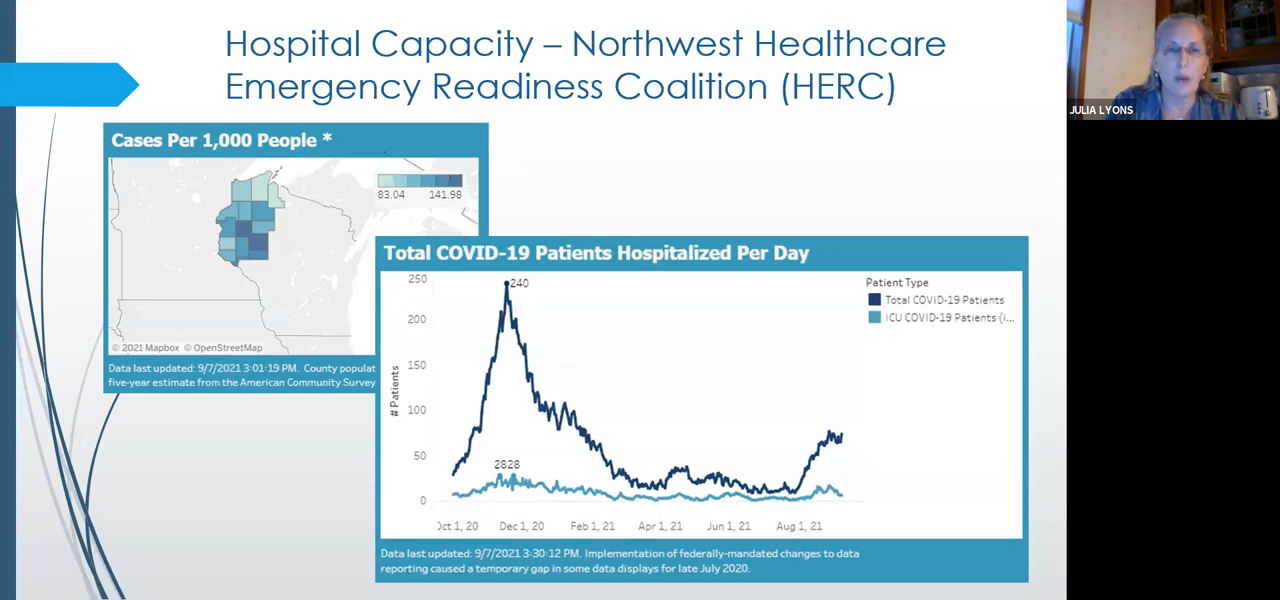 Hospital Capacity – Northwest Healthcare
Emergency Readiness Coalition (HERC)
JULIA LYONS
Cases Per 1,000 People *
83.04 141.98
© 2021 Mapbox © OpenStreetMap
Data last updated: 9/7/2021 3:01:19 PM. County populat
five-year estimate from the American Community Survey
Total COVID-19 Patients Hospitalized Per Day
Patient Type
Total COVID-19 Patients
ICU COVID-19 Patients (i...
# Patients
250
200
150
100
50
0
240
2828
Oct 1, 20 Dec 1, 20 Feb 1, 21 Apr 1, 21 Jun 1, 21 Aug 1, 21
Data last updated: 9/7/2021 3:30:12 PM. Implementation of federally-mandated changes to data
reporting caused a temporary gap in some data displays for late July 2020.